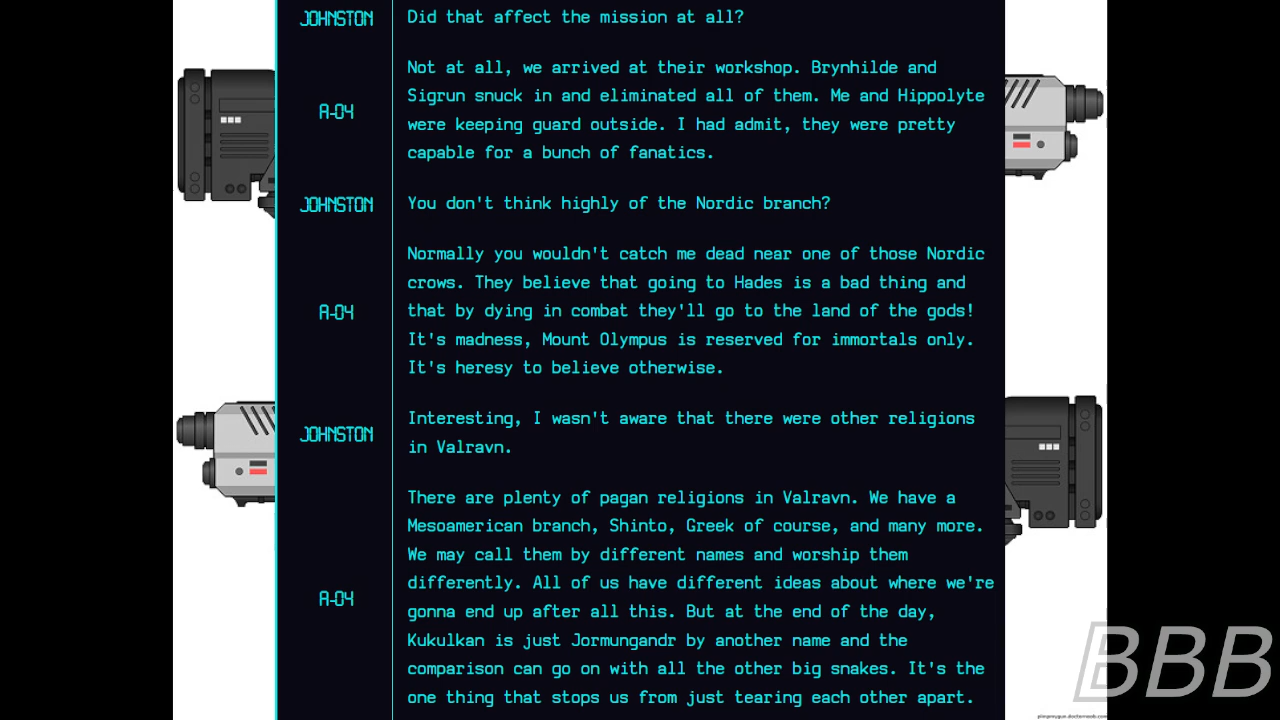 JOHNSTON
Did that affect the mission at all?
A-04
Not at all, we arrived at their workshop. Brynhilde and
Sigrun snuck in and eliminated all of them. Me and Hippolyte
were keeping guard outside. I had admit, they were pretty
capable for a bunch of fanatics.
JOHNSTON
You don't think highly of the Nordic branch?
A-04
Normally you wouldn't catch me dead near one of those Nordic
crows. They believe that going to Hades is a bad thing and
that by dying in combat they'll go to the land of the gods!
It's madness, Mount Olympus is reserved for immortals only.
It's heresy to believe otherwise.
JOHNSTON
Interesting, I wasn't aware that there were other religions
in Valravn.
A-04
There are plenty of pagan religions in Valravn. We have a
Mesoamerican branch, Shinto, Greek of course, and many more.
We may call them by different names and worship them
differently. All of us have different ideas about where we're
gonna end up after all this. But at the end of the day,
Kukulkan is just Jormungandr by another name and the
comparison can go on with all the other big snakes. It's the
one thing that stops us from just tearing each other apart.
BBB
pimpmygun.doctornoob.com